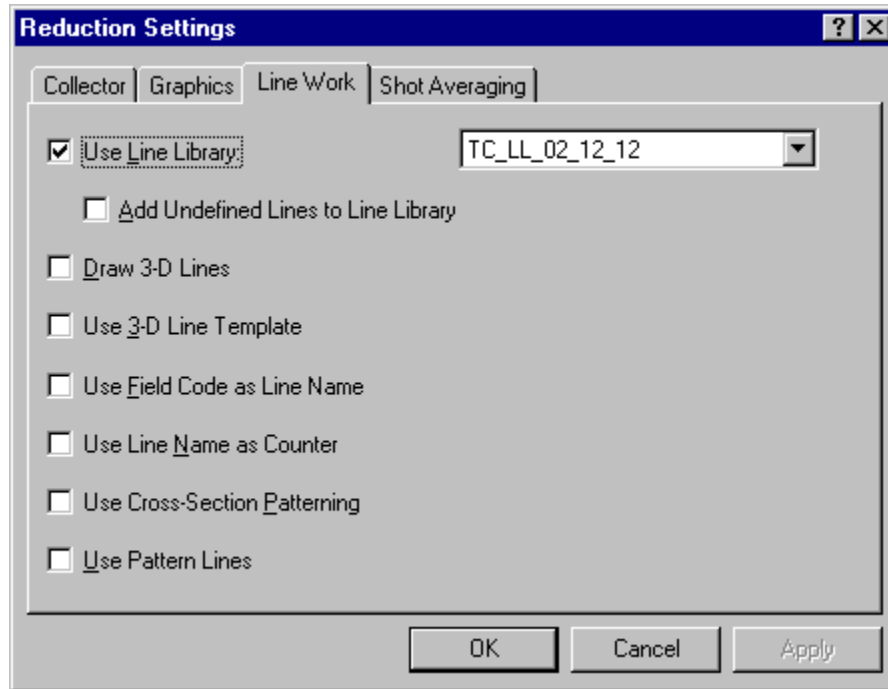 Reduction Settings
? X
Collector Graphics Line Work Shot Averaging
Use Line Library: TC_LL_02_12_12
Add Undefined Lines to Line Library
Draw 3-D Lines
Use 3-D Line Template
Use Field Code as Line Name
Use Line Name as Counter
Use Cross-Section Patterning
Use Pattern Lines
OK Cancel Apply